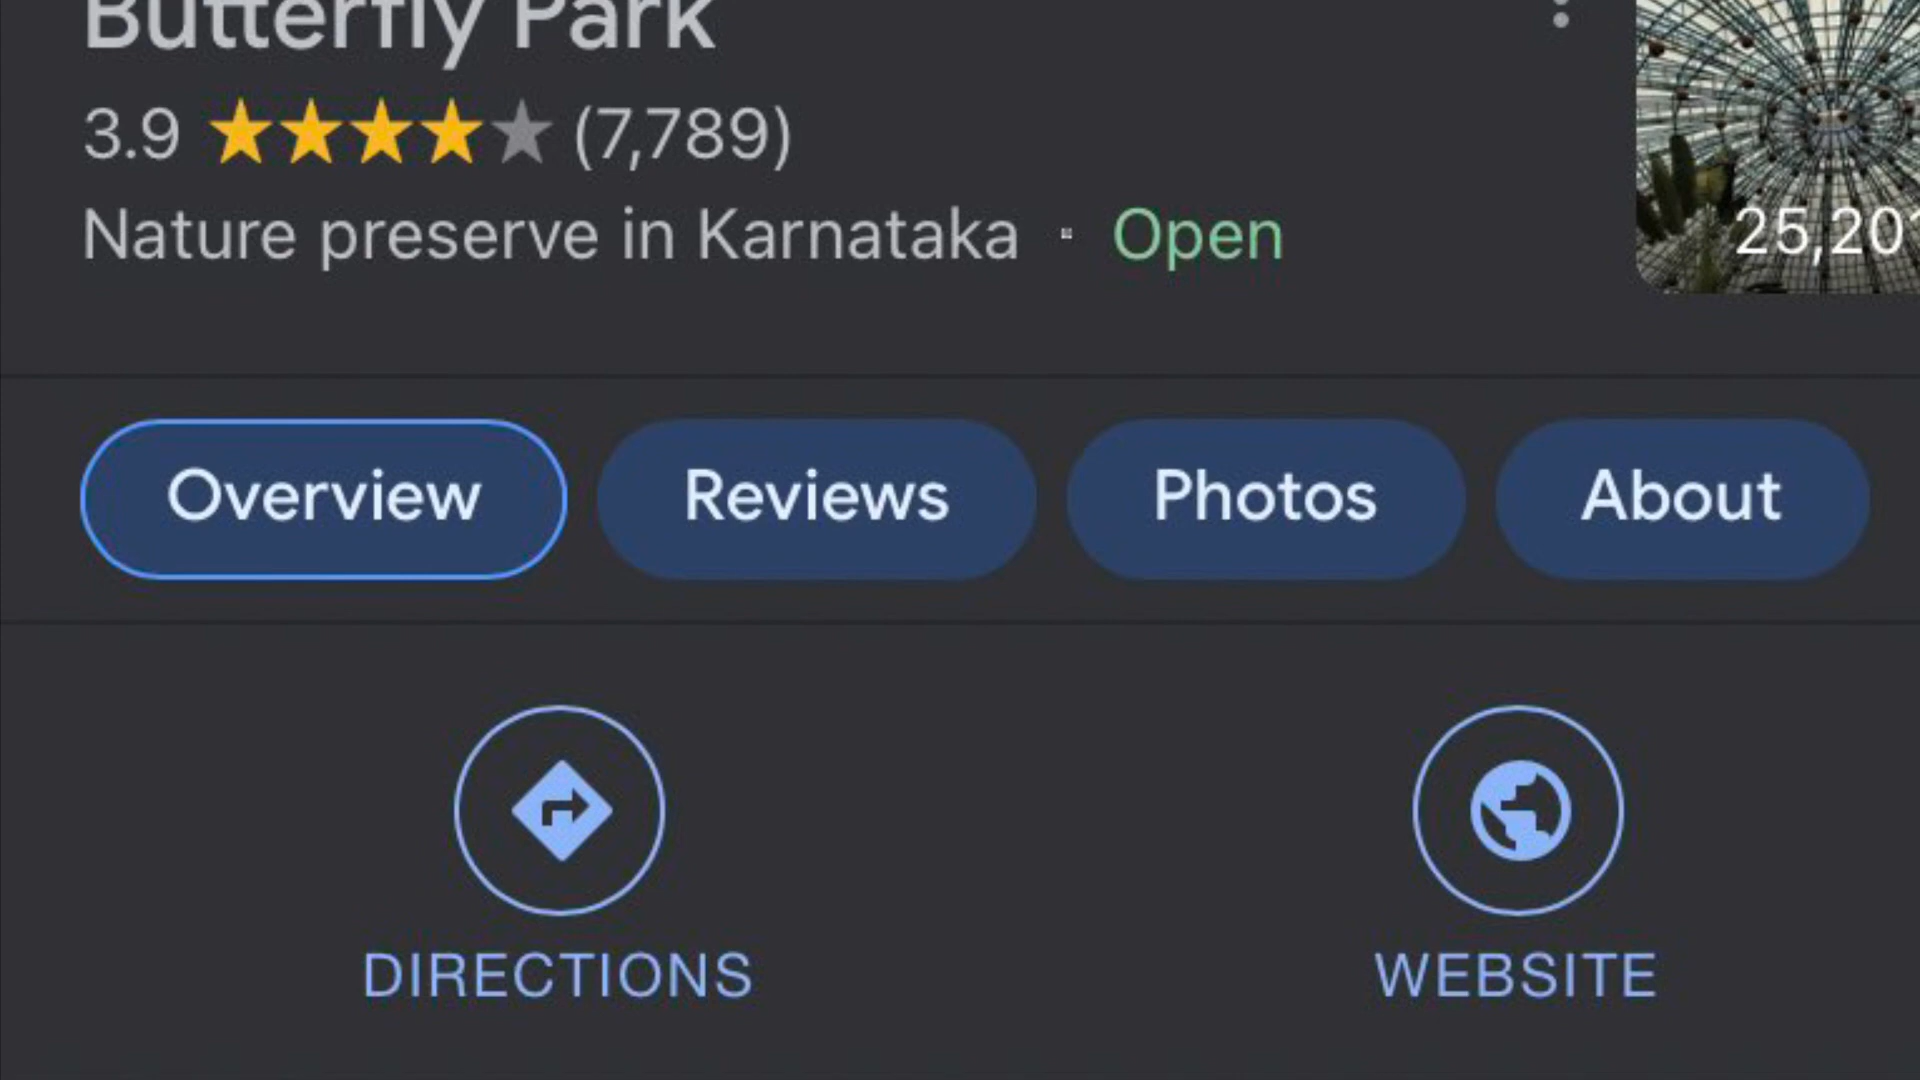 Butterfly Park
3.9 (7,789)
Nature preserve in Karnataka · Open
Overview
Reviews
Photos
About
DIRECTIONS
WEBSITE